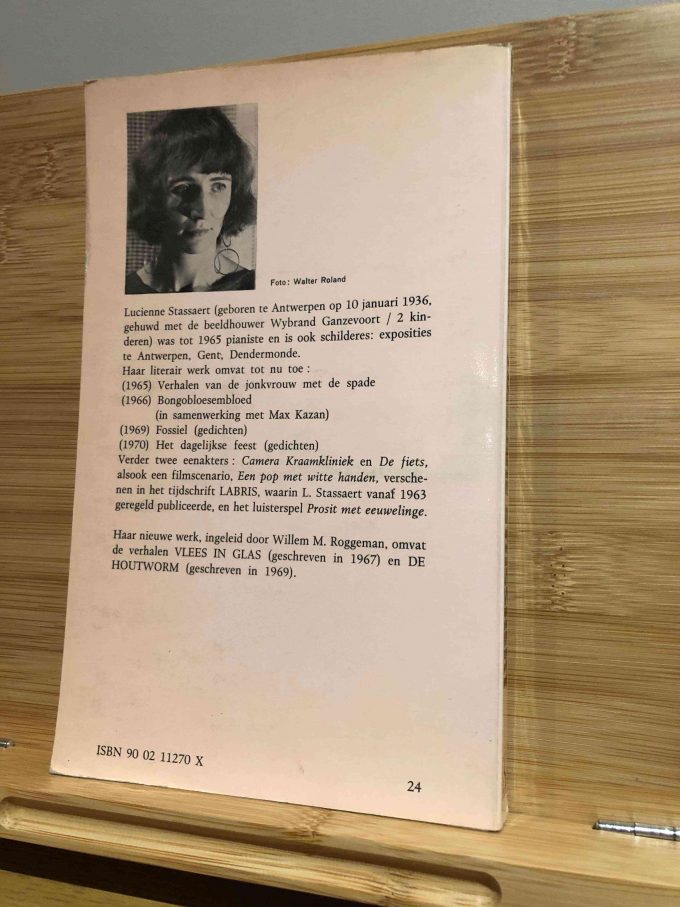 Foto: Walter Roland
Lucienne Stassaert (geboren te Antwerpen op 10 januari 1936,
gehuwd met de beeldhouwer Wybrand Ganzevoort / 2 kin-
deren) was tot 1965 pianiste en is ook schilderes: exposities
te Antwerpen, Gent, Dendermonde.
Haar literair werk omvat tot nu toe :
(1965) Verhalen van de jonkvrouw met de spade
(1966) Bongobloesembloed
(in samenwerking met Max Kazan)
(1969) Fossiel (gedichten)
(1970) Het dagelijkse feest (gedichten)
Verder twee eenakters : Camera Kraamkliniek en De fiets,
alsook een filmscenario, Een pop met witte handen, versche-
nen in het tijdschrift LABRIS, waarin L. Stassaert vanaf 1963
geregeld publiceerde, en het luisterspel Prosit met eeuwelinge.
Haar nieuwe werk, ingeleid door Willem M. Roggeman, omvat
de verhalen VLEES IN GLAS (geschreven in 1967) en DE
HOUTWORM (geschreven in 1969).
ISBN 90 02 11270 X
24